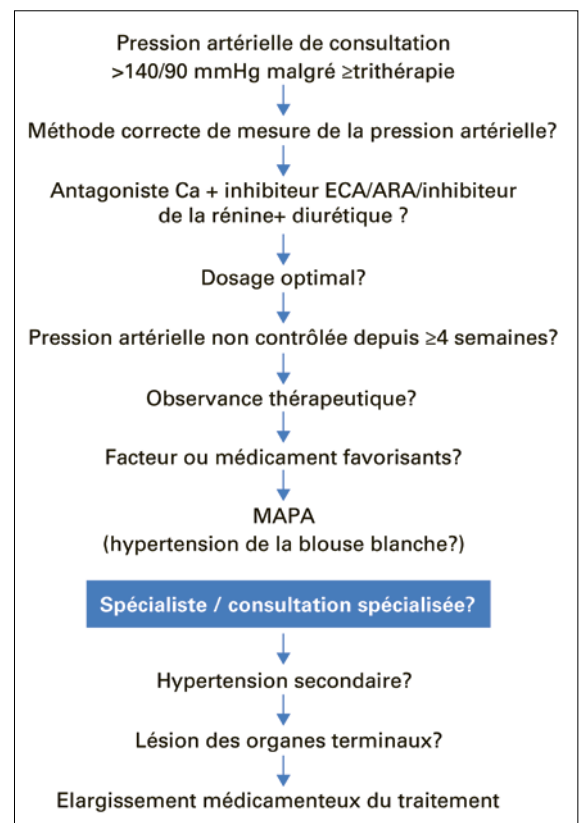 Pression artérielle de consultation
>140/90 mmHg malgré ≥trithérapie
Méthode correcte de mesure de la pression artérielle?
Antagoniste Ca + inhibiteur ECA/ARA/inhibiteur
de la rénine+ diurétique ?
Dosage optimal?
Pression artérielle non contrôlée depuis ≥4 semaines?
Observance thérapeutique?
Facteur ou médicament favorisants?
MAPA
(hypertension de la blouse blanche?)
Spécialiste / consultation spécialisée?
Hypertension secondaire?
Lésion des organes terminaux?
Elargissement médicamenteux du traitement